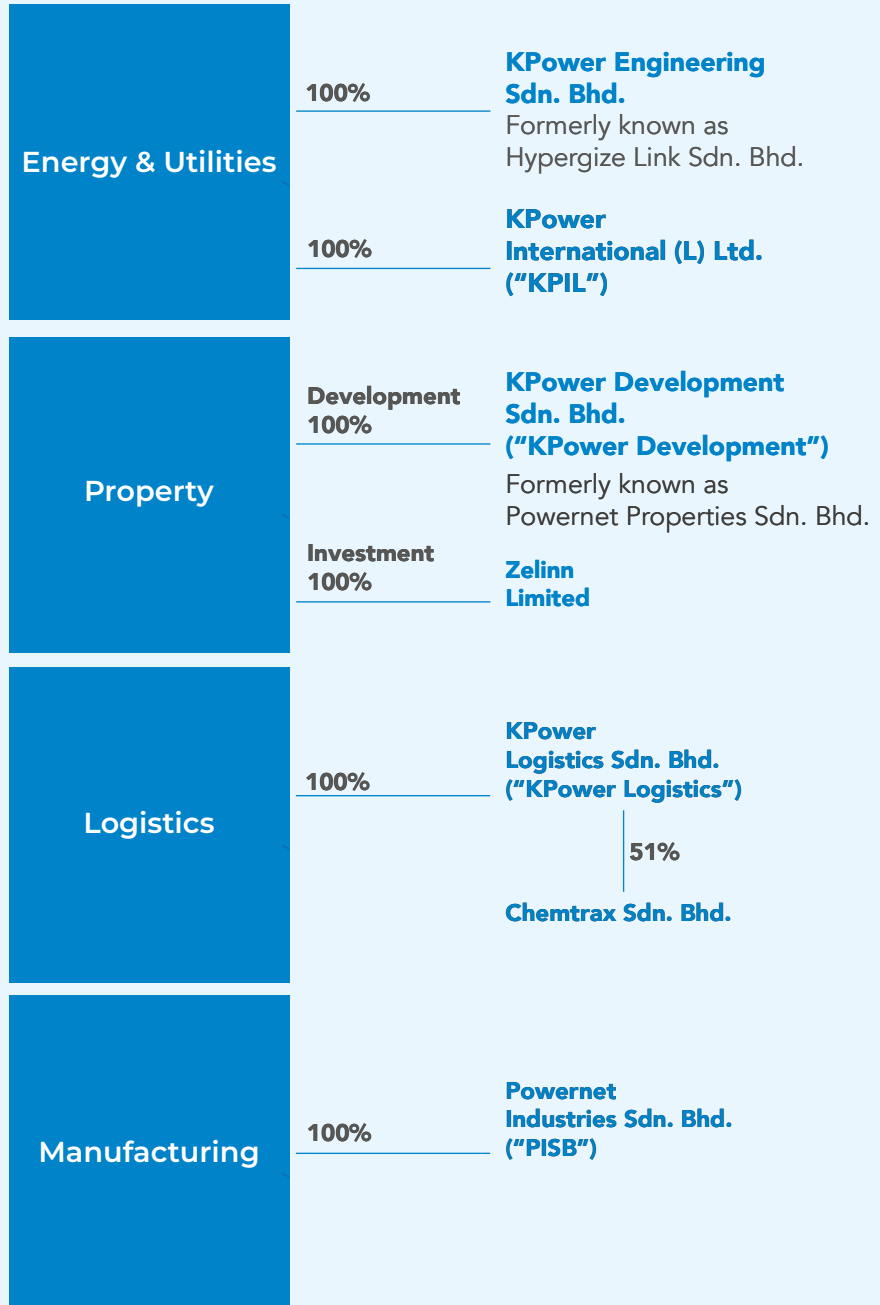 Energy & Utilities
100%
KPower Engineering
Sdn. Bhd.
Formerly known as
Hypergize Link Sdn. Bhd.
100%
KPower
International (L) Ltd.
(“KPIL”)
Property
Development
100%
KPower Development
Sdn. Bhd.
(“KPower Development”)
Formerly known as
Powernet Properties Sdn. Bhd.
Investment
100%
Zelinn
Limited
Logistics
100%
KPower
Logistics Sdn. Bhd.
(“KPower Logistics”)
51%
Chemtrax Sdn. Bhd.
Manufacturing
100%
Powernet
Industries Sdn. Bhd.
(“PISB”)